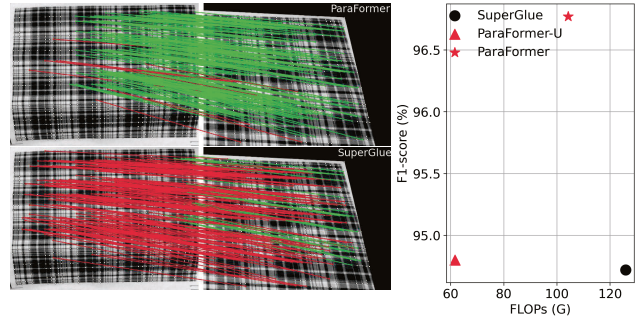 ParaFormer
SuperGlue
SuperGlue
ParaFormer-U
ParaFormer
96.5
96.0
95.5
95.0
F1-score (%)
60
80
100
120
FLOPs (G)